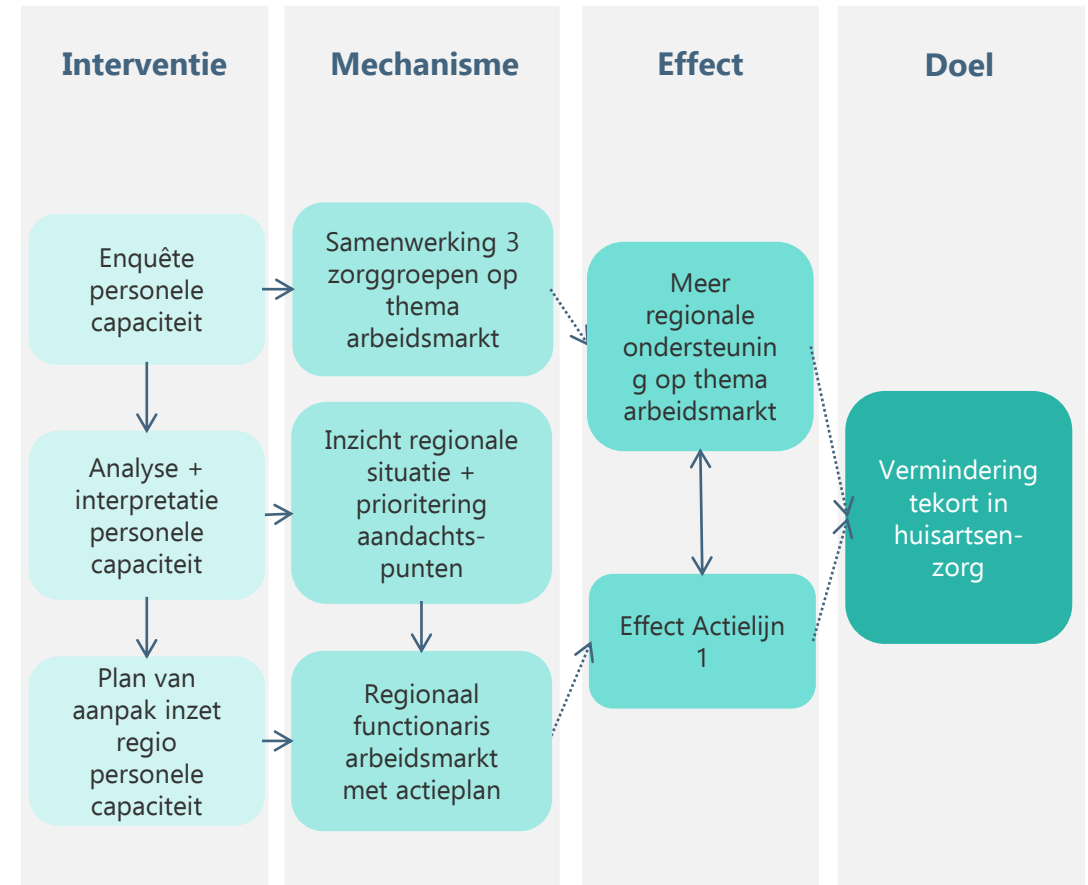 Interventie
Mechanisme
Effect
Doel
Enquête
personele
capaciteit
Samenwerking 3
zorggroepen op
thema
arbeidsmarkt
Meer
regionale
ondersteunin
g op thema
arbeidsmarkt
Analyse +
interpretatie
personele
capaciteit
Inzicht regionale
situatie +
prioritering
aandachts-
punten
Vermindering
tekort in
huisartsen-
zorg
Effect Actielijn
1
Plan van
aanpak inzet
regio
personele
capaciteit
Regionaal
functionaris
arbeidsmarkt
met actieplan